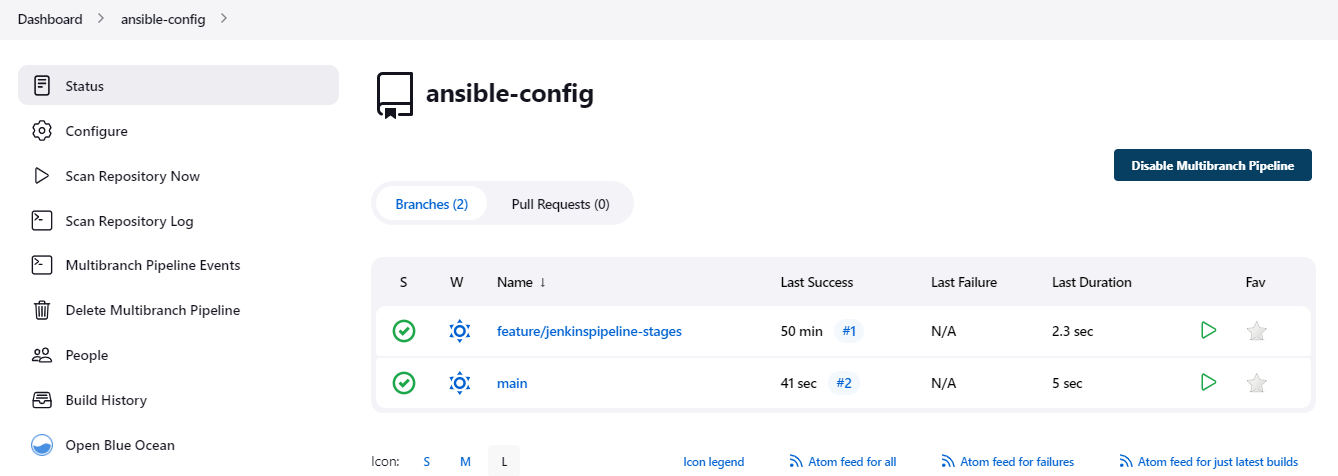 Dashboard ansible-config
Status
Configure
Scan Repository Now
Scan Repository Log
Multibranch Pipeline Events
Delete Multibranch Pipeline
People
Build History
Open Blue Ocean
ansible-config
Disable Multibranch Pipeline
Branches (2) Pull Requests (0)
S W Name ↓ Last Success Last Failure Last Duration Fav
feature/jenkinspipeline-stages 50 min #1 N/A 2.3 sec
main 41 sec #2 N/A 5 sec
Icon: S M L Icon legend Atom feed for all Atom feed for failures Atom feed for just latest builds